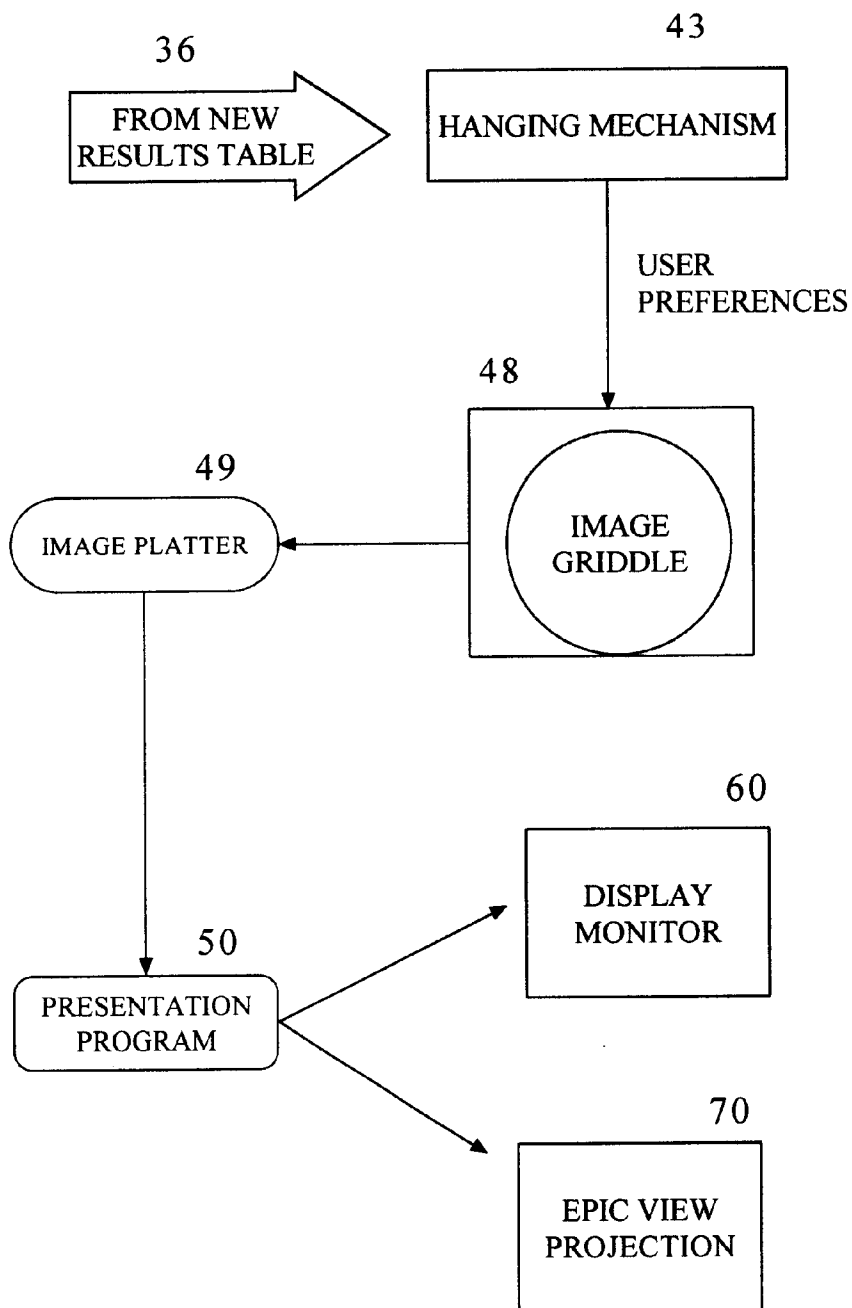 36
43
FROM NEW
RESULTS TABLE
HANGING MECHANISM
USER
PREFERENCES
48
49
IMAGE PLATTER
IMAGE
GRIDDLE
60
DISPLAY
MONITOR
50
PRESENTATION
PROGRAM
70
EPIC VIEW
PROJECTION